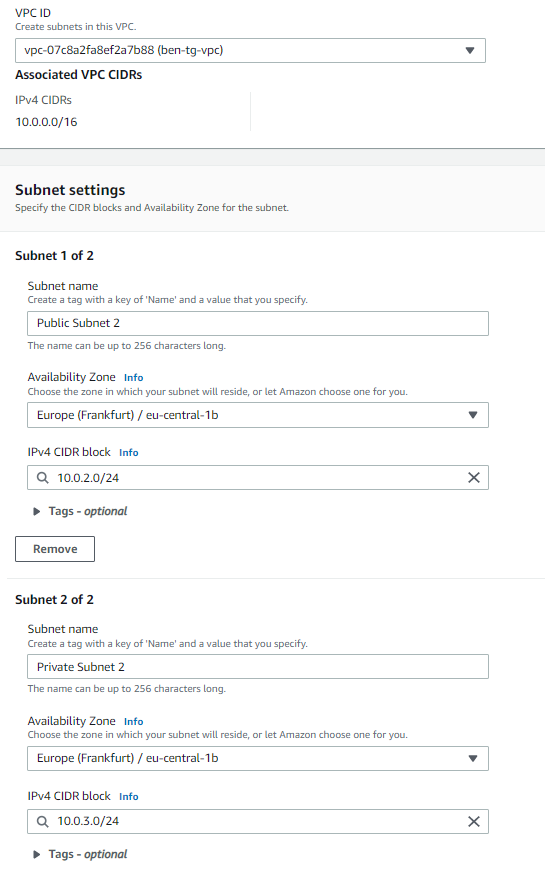 VPC ID
Create subnets in this VPC.
vpc-07c8a2fa8ef2a7b88 (ben-tg-vpc)
Associated VPC CIDRs
IPv4 CIDRs
10.0.0.0/16
Subnet settings
Specify the CIDR blocks and Availability Zone for the subnet.
Subnet 1 of 2
Subnet name
Create a tag with a key of 'Name' and a value that you specify.
Public Subnet 2
The name can be up to 256 characters long.
Availability Zone Info
Choose the zone in which your subnet will reside, or let Amazon choose one for you.
Europe (Frankfurt) / eu-central-1b
IPv4 CIDR block Info
10.0.2.0/24
Tags - optional
Remove
Subnet 2 of 2
Subnet name
Create a tag with a key of 'Name' and a value that you specify.
Private Subnet 2
The name can be up to 256 characters long.
Availability Zone Info
Choose the zone in which your subnet will reside, or let Amazon choose one for you.
Europe (Frankfurt) / eu-central-1b
IPv4 CIDR block Info
10.0.3.0/24
Tags - optional